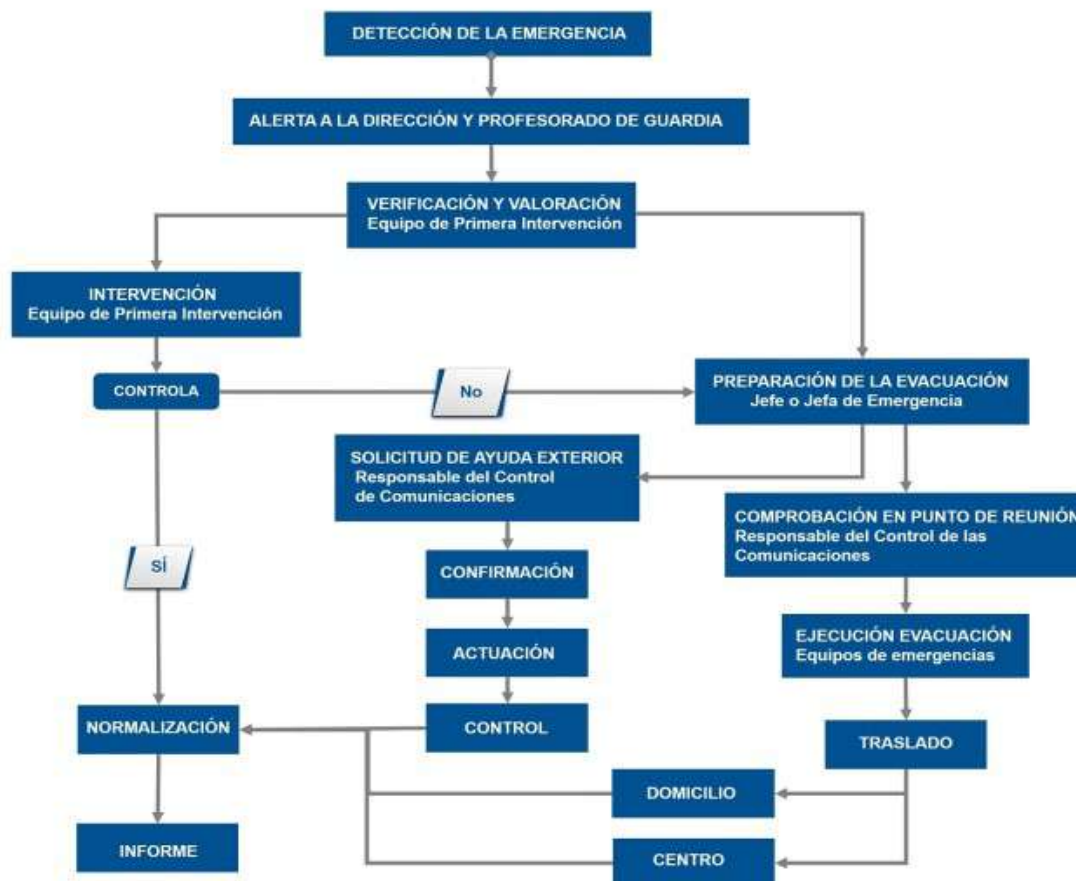 DETECCIÓN DE LA EMERGENCIA
ALERTA A LA DIRECCIÓN Y PROFESORADO DE GUARDIA
VERIFICACIÓN Y VALORACIÓN
Equipo de Primera Intervención
INTERVENCIÓN
Equipo de Primera Intervención
CONTROLA
No
PREPARACIÓN DE LA EVACUACIÓN
Jefe o Jefa de Emergencia
SOLICITUD DE AYUDA EXTERIOR
Responsable del Control
de Comunicaciones
COMPROBACIÓN EN PUNTO DE REUNIÓN
Responsable del Control de las
Comunicaciones
SÍ
CONFIRMACIÓN
EJECUCIÓN EVACUACIÓN
Equipos de emergencias
ACTUACIÓN
NORMALIZACIÓN
CONTROL
TRASLADO
DOMICILIO
INFORME
CENTRO